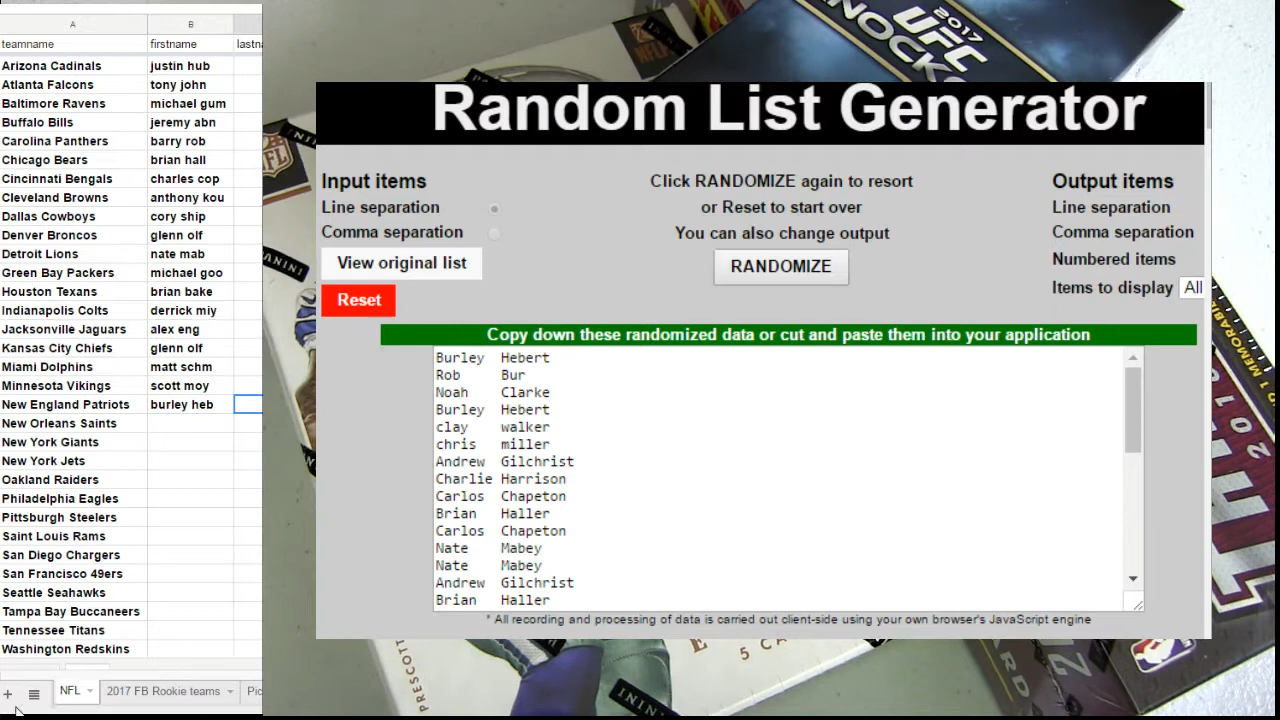 A B
teamname firstname lastna
Arizona Cadinals justin hub
Atlanta Falcons tony john
Baltimore Ravens michael gum
Buffalo Bills jeremy abn
Carolina Panthers barry rob
Chicago Bears brian hall
Cincinnati Bengals charles cop
Cleveland Browns anthony kou
Dallas Cowboys cory ship
Denver Broncos glenn olf
Detroit Lions nate mab
Green Bay Packers michael goo
Houston Texans brian bake
Indianapolis Colts derrick miy
Jacksonville Jaguars alex eng
Kansas City Chiefs glenn olf
Miami Dolphins matt schm
Minnesota Vikings scott moy
New England Patriots burley heb
New Orleans Saints
New York Giants
New York Jets
Oakland Raiders
Philadelphia Eagles
Pittsburgh Steelers
Saint Louis Rams
San Diego Chargers
San Francisco 49ers
Seattle Seahawks
Tampa Bay Buccaneers
Tennessee Titans
Washington Redskins
NFL 2017 FB Rookie teams Pic
2017
UFC
NFL
PANINI
Random List Generator
Input items
Line separation
Comma separation
View original list
Reset
Click RANDOMIZE again to resort
or Reset to start over
You can also change output
RANDOMIZE
Output items
Line separation
Comma separation
Numbered items
Items to display All
Copy down these randomized data or cut and paste them into your application
Burley Hebert
Rob Bur
Noah Clarke
Burley Hebert
clay walker
chris miller
Andrew Gilchrist
Charlie Harrison
Carlos Chapeton
Brian Haller
Carlos Chapeton
Nate Mabey
Nate Mabey
Andrew Gilchrist
Brian Haller
* All recording and processing of data is carried out client-side using your own browser's JavaScript engine
PRESCOTT
5 CA